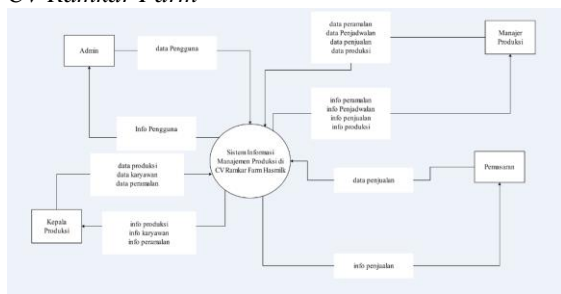 CV Ramkar Farm
Admin
data Pengguna
data peramalan
data Penjadwalan
data penjualan
data produksi
Manajer
Produksi
Info Pengguna
info peramalan
info Penjadwalan
info penjualan
info produksi
Sistem Informasi
Manajemen Produksi di
CV Ramkar Farm Hasmilk
data produksi
data karyawan
data peramalan
data penjualan
Pemasaran
Kepala
Produksi
info produksi
info karyawan
info peramalan
info penjualan